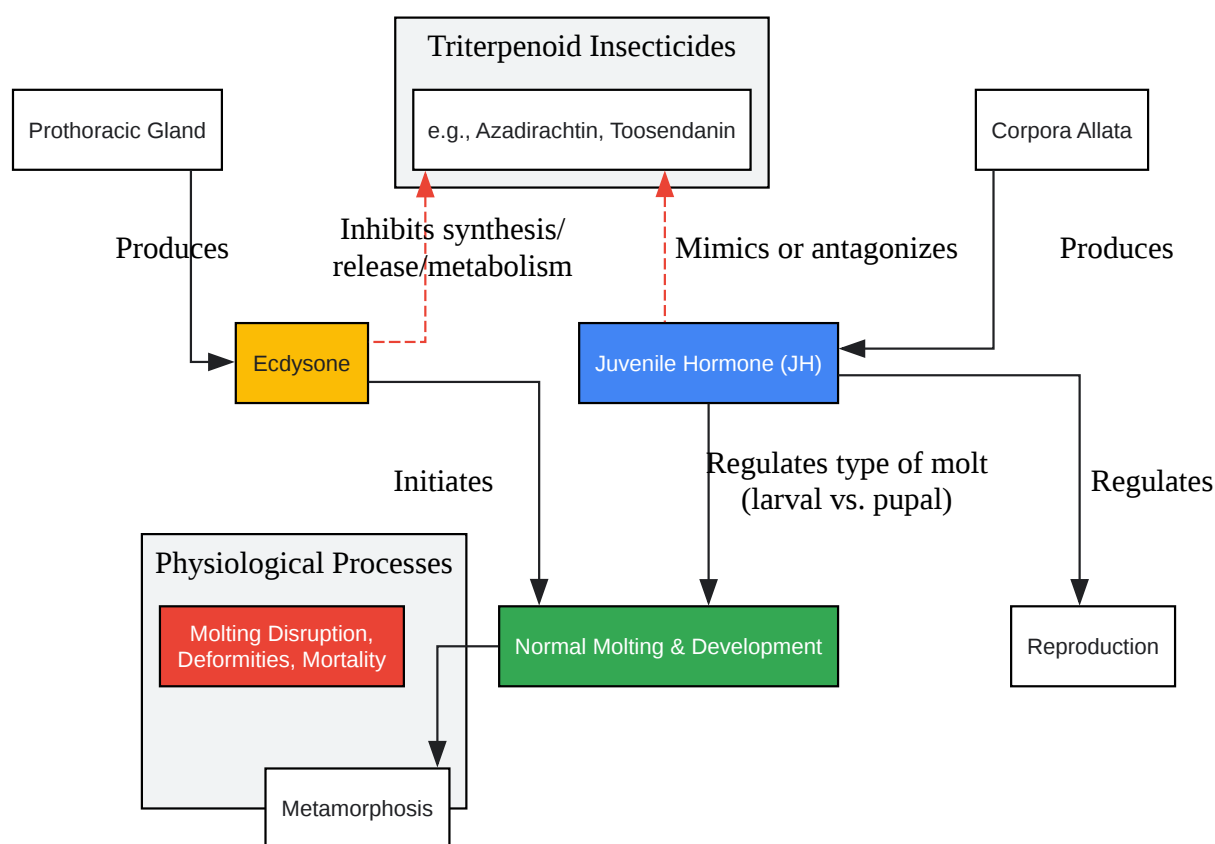 Triterpenoid Insecticides
Prothoracic Gland
e.g., Azadirachtin, Toosendanin
Corpora Allata
Produces
Inhibits synthesis/
release/metabolism
Mimics or antagonizes
Produces
Ecdysone
Juvenile Hormone (JH)
Initiates
Regulates type of molt
(larval vs. pupal)
Regulates
Physiological Processes
Molting Disruption,
Deformities, Mortality
Normal Molting & Development
Reproduction
Metamorphosis